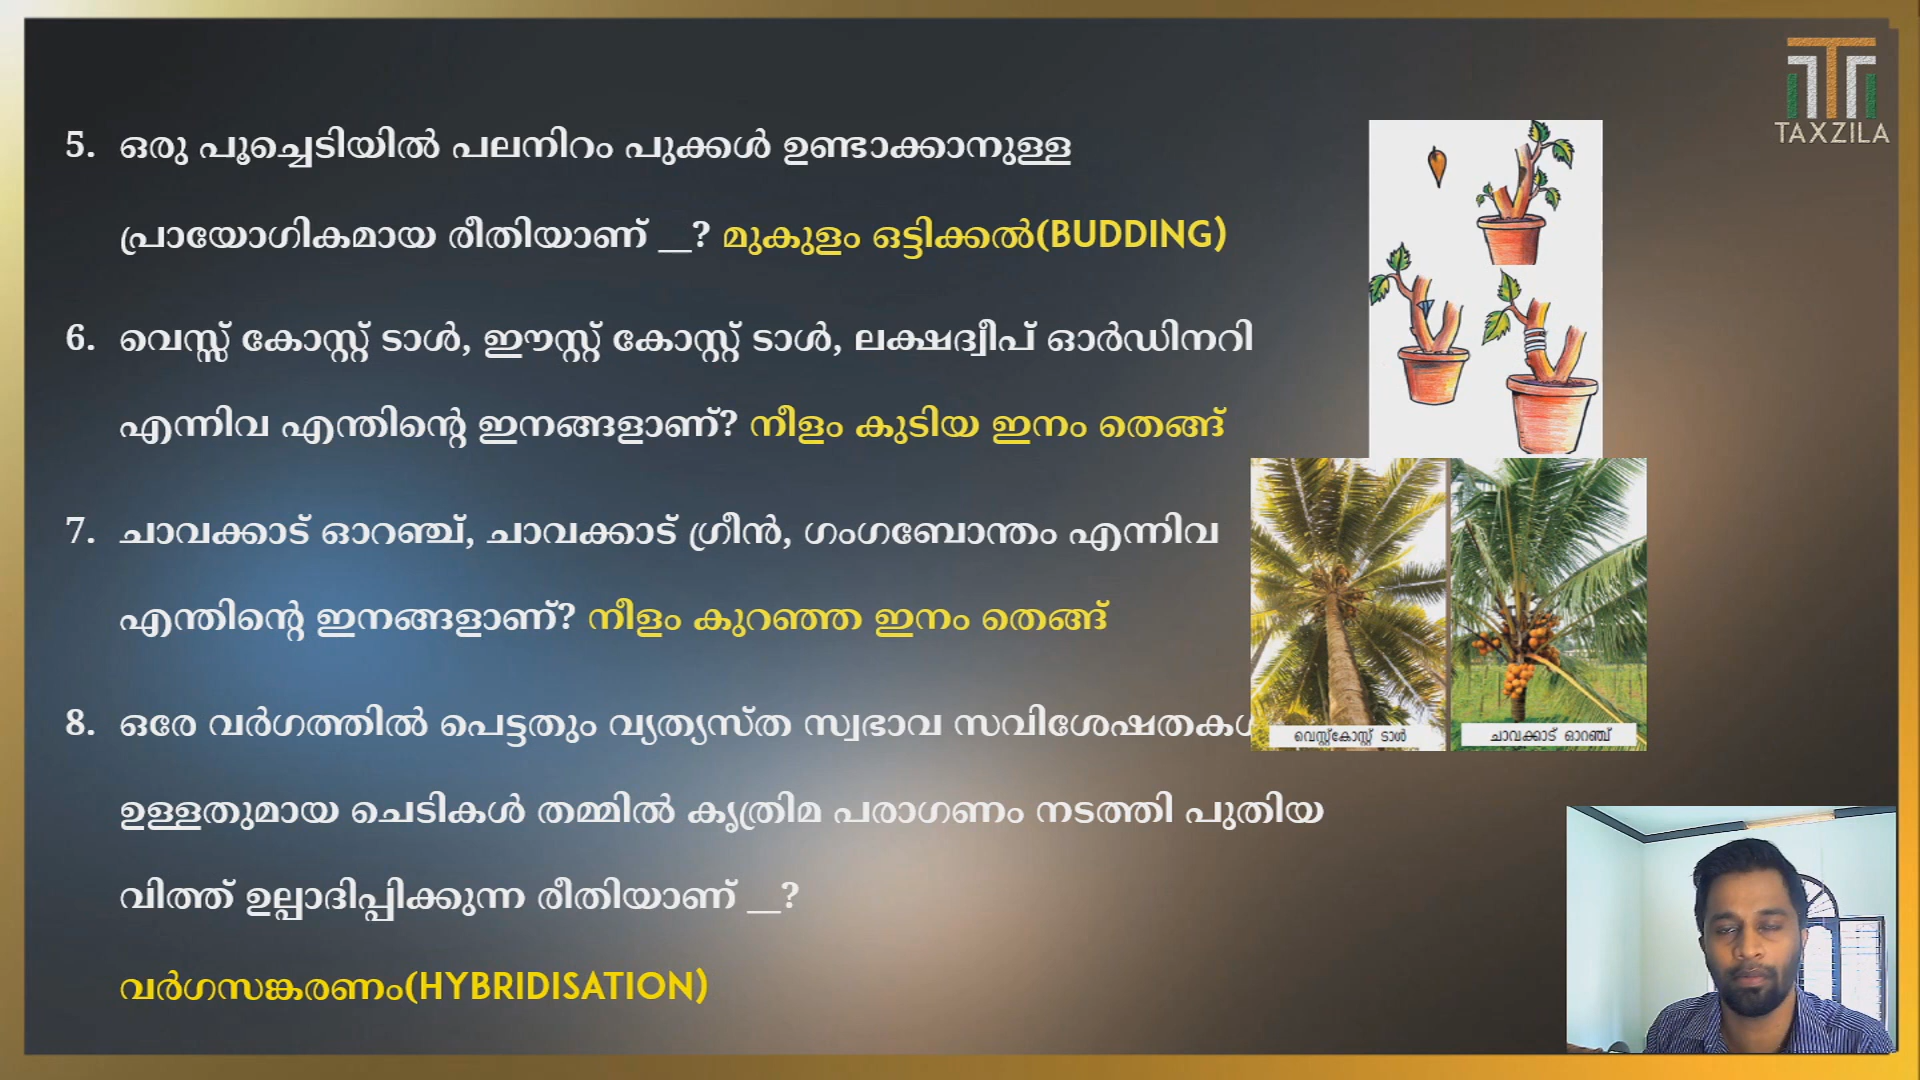 TAXZILA
5. ഒരു പൂച്ചെടിയിൽ പലനിറം പുക്കൾ ഉണ്ടാക്കാനുള്ള
പ്രായോഗികമായ രീതിയാണ് __? മുകുളം ഒട്ടിക്കൽ(BUDDING)
6. വെസ്റ്റ് കോസ്റ്റ് ടാൾ, ഈസ്റ്റ് കോസ്റ്റ് ടാൾ, ലക്ഷദ്വീപ് ഓർഡിനറി
എന്നിവ എന്തിന്റെ ഇനങ്ങളാണ്? നീളം കുടിയ ഇനം തെങ്ങ്
7. ചാവക്കാട് ഓറഞ്ച്, ചാവക്കാട് ഗ്രീൻ, ഗംഗബോന്തം എന്നിവ
എന്തിന്റെ ഇനങ്ങളാണ്? നീളം കുറഞ്ഞ ഇനം തെങ്ങ്
8. ഒരേ വർഗത്തിൽ പെട്ടതും വ്യത്യസ്ത സ്വഭാവ സവിശേഷതകൾ
ഉള്ളതുമായ ചെടികൾ തമ്മിൽ കൃത്രിമ പരാഗണം നടത്തി പുതിയ
വിത്ത് ഉല്പാദിപ്പിക്കുന്ന രീതിയാണ് __?
വർഗസങ്കരണം(HYBRIDISATION)
വെസ്റ്റ്കോസ്റ്റ് ടാൾ
ചാവക്കാട് ഓറഞ്ച്